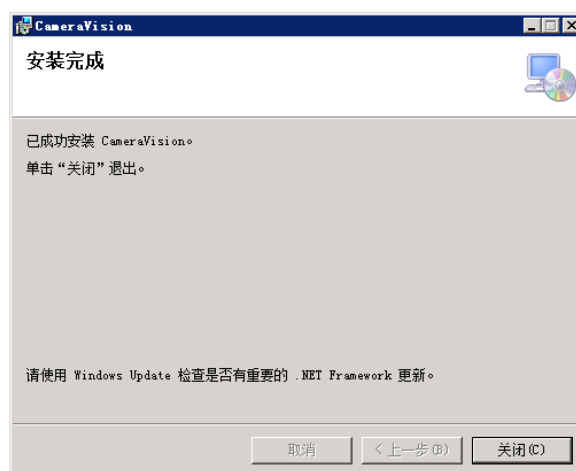 CameraVision
安装完成
已成功安装 CameraVision。
单击“关闭”退出。
请使用 Windows Update 检查是否有重要的 .NET Framework 更新。
取消
< 上一步(B)
关闭(C)